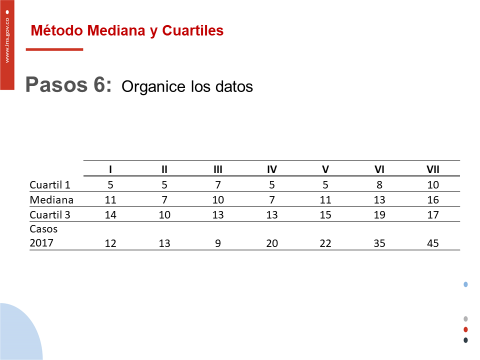 www.ins.gov.co
Método Mediana y Cuartiles
Pasos 6: Organice los datos
I II III IV V VI VII
Cuartil 1 5 5 7 5 5 8 10
Mediana 11 7 10 7 11 13 16
Cuartil 3 14 10 13 13 15 19 17
Casos
2017 12 13 9 20 22 35 45